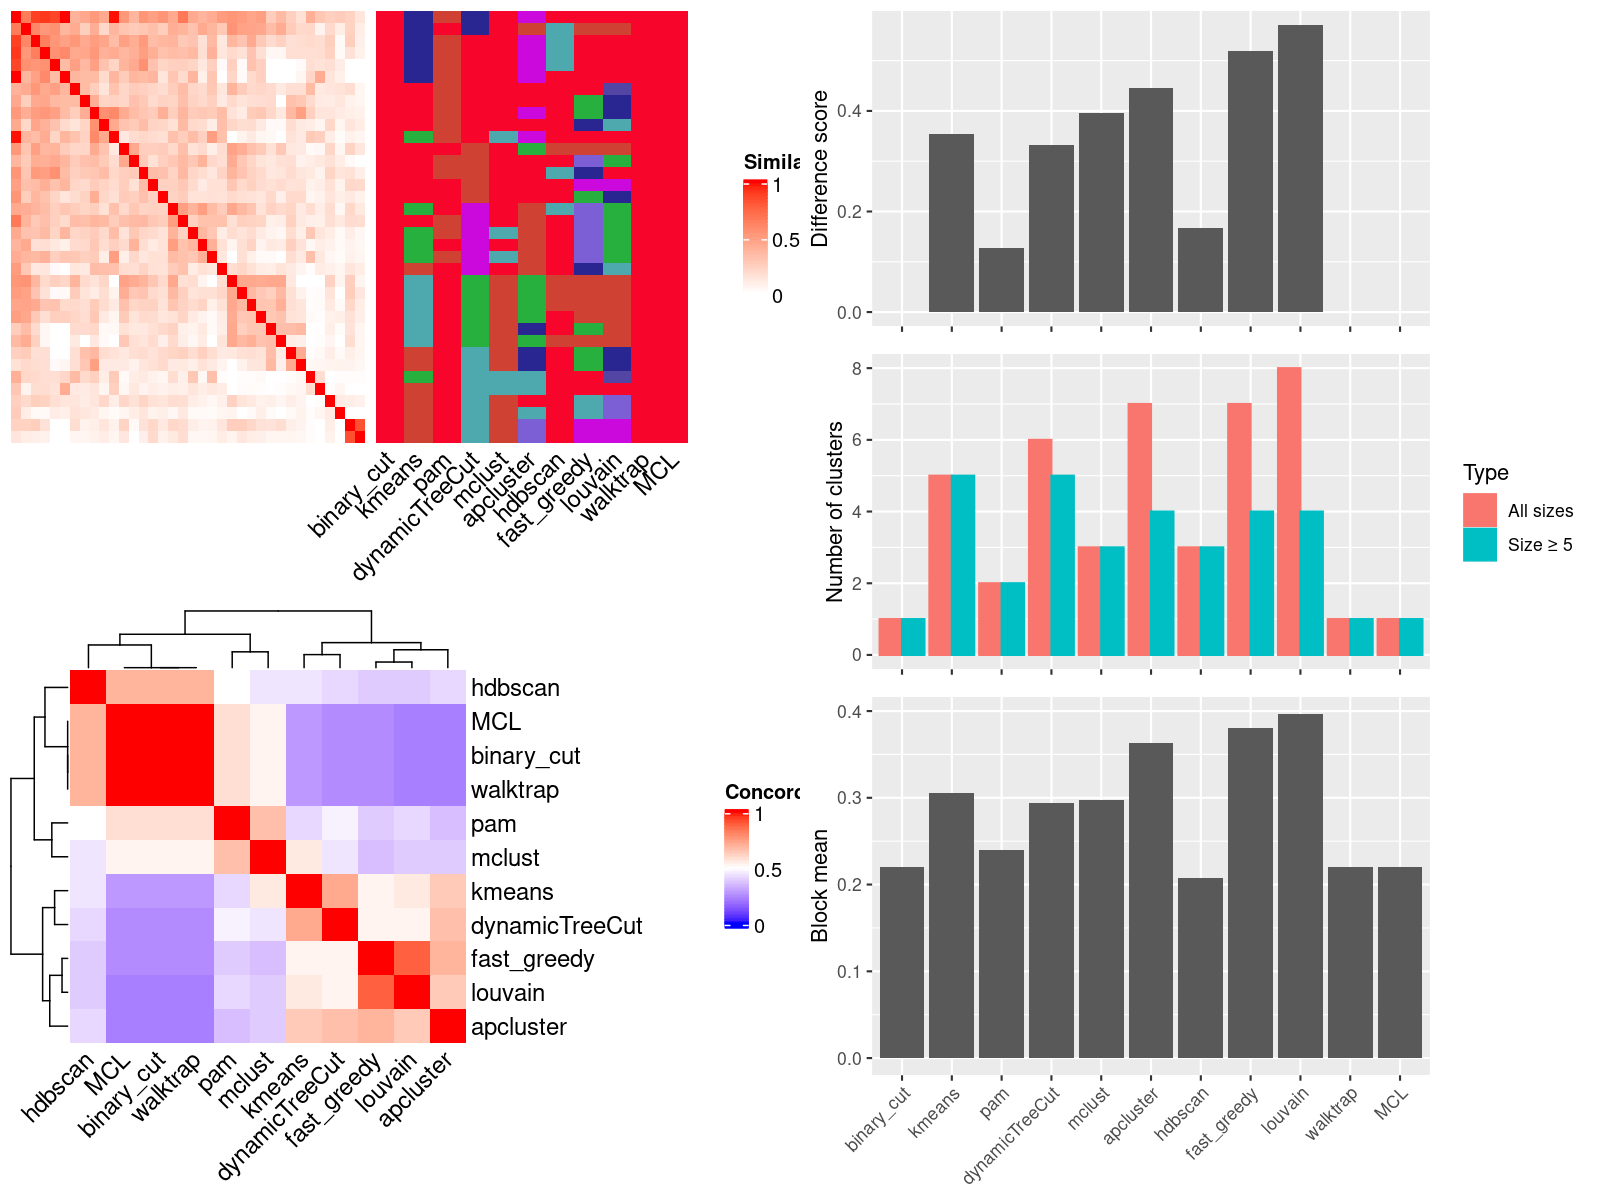 Simila
1
0.5
0
binary_cut
kmeans
pam
dynamicTreeCut
mclust
apcluster
hdbscan
fast_greedy
louvain
walktrap
MCL
Difference score
0.4
0.2
0.0
Number of clusters
8
6
4
2
0
Type
All sizes
Size ≥ 5
hdbscan
MCL
binary_cut
walktrap
pam
mclust
kmeans
dynamicTreeCut
fast_greedy
louvain
apcluster
hdbscan
MCL
binary_cut
walktrap
pam
mclust
kmeans
dynamicTreeCut
fast_greedy
louvain
apcluster
Concorc
1
0.5
0
Block mean
0.4
0.3
0.2
0.1
0.0
binary_cut
kmeans
pam
dynamicTreeCut
mclust
apcluster
hdbscan
fast_greedy
louvain
walktrap
MCL